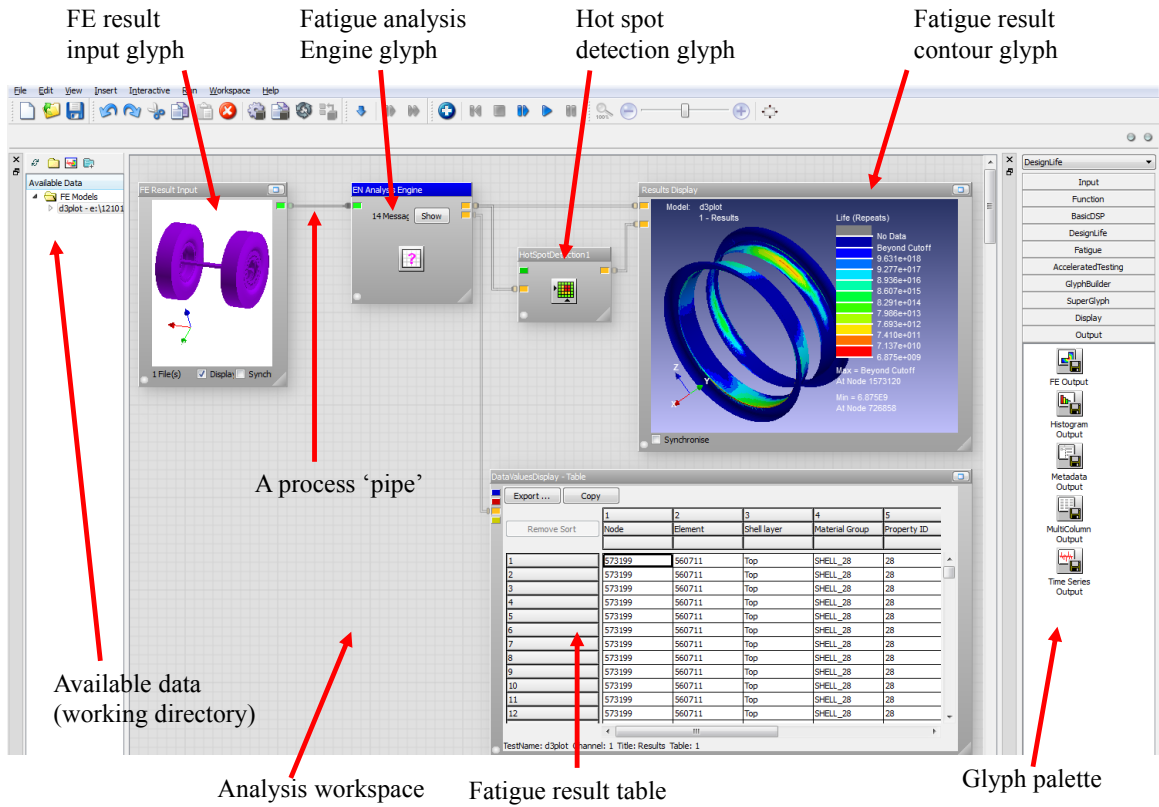 FE result
input glyph
Fatigue analysis
Engine glyph
Hot spot
detection glyph
Fatigue result
contour glyph
File Edit View Insert Interactive Run Workspace Help
100%
Available Data
FE Models
d3plot - e:\12101
FE Result Input
1 File(s) Display Synch
EN Analysis Engine
14 Messag Show
HotSpotDetection1
Results Display
Model: d3plot
1 - Results
Life (Repeats)
No Data
Beyond Cutoff
9.631e+018
9.277e+017
8.936e+016
8.607e+015
8.291e+014
7.986e+013
7.693e+012
7.410e+011
7.137e+010
6.875e+009
Max = Beyond Cutoff
At Node 1573120
Min = 6.875E9
At Node 726858
Z
Y
X
Synchronise
DesignLife
Input
Function
BasicDSP
DesignLife
Fatigue
AcceleratedTesting
GlyphBuilder
SuperGlyph
Display
Output
FE Output
Histogram
Output
Metadata
Output
MultiColumn
Output
Time Series
Output
A process ‘pipe’
DataValuesDisplay - Table
Export ... Copy
Remove Sort
1 2 3 4 5
Node Element Shell layer Material Group Property ID
1 573199 560711 Top SHELL_28 28
2 573199 560711 Top SHELL_28 28
3 573199 560711 Top SHELL_28 28
4 573199 560711 Top SHELL_28 28
5 573199 560711 Top SHELL_28 28
6 573199 560711 Top SHELL_28 28
7 573199 560711 Top SHELL_28 28
8 573199 560711 Top SHELL_28 28
9 573199 560711 Top SHELL_28 28
10 573199 560711 Top SHELL_28 28
11 573199 560711 Top SHELL_28 28
12 573199 560711 Top SHELL_28 28
TestName: d3plot Channel: 1 Title: Results Table: 1
Available data
(working directory)
Analysis workspace
Fatigue result table
Glyph palette